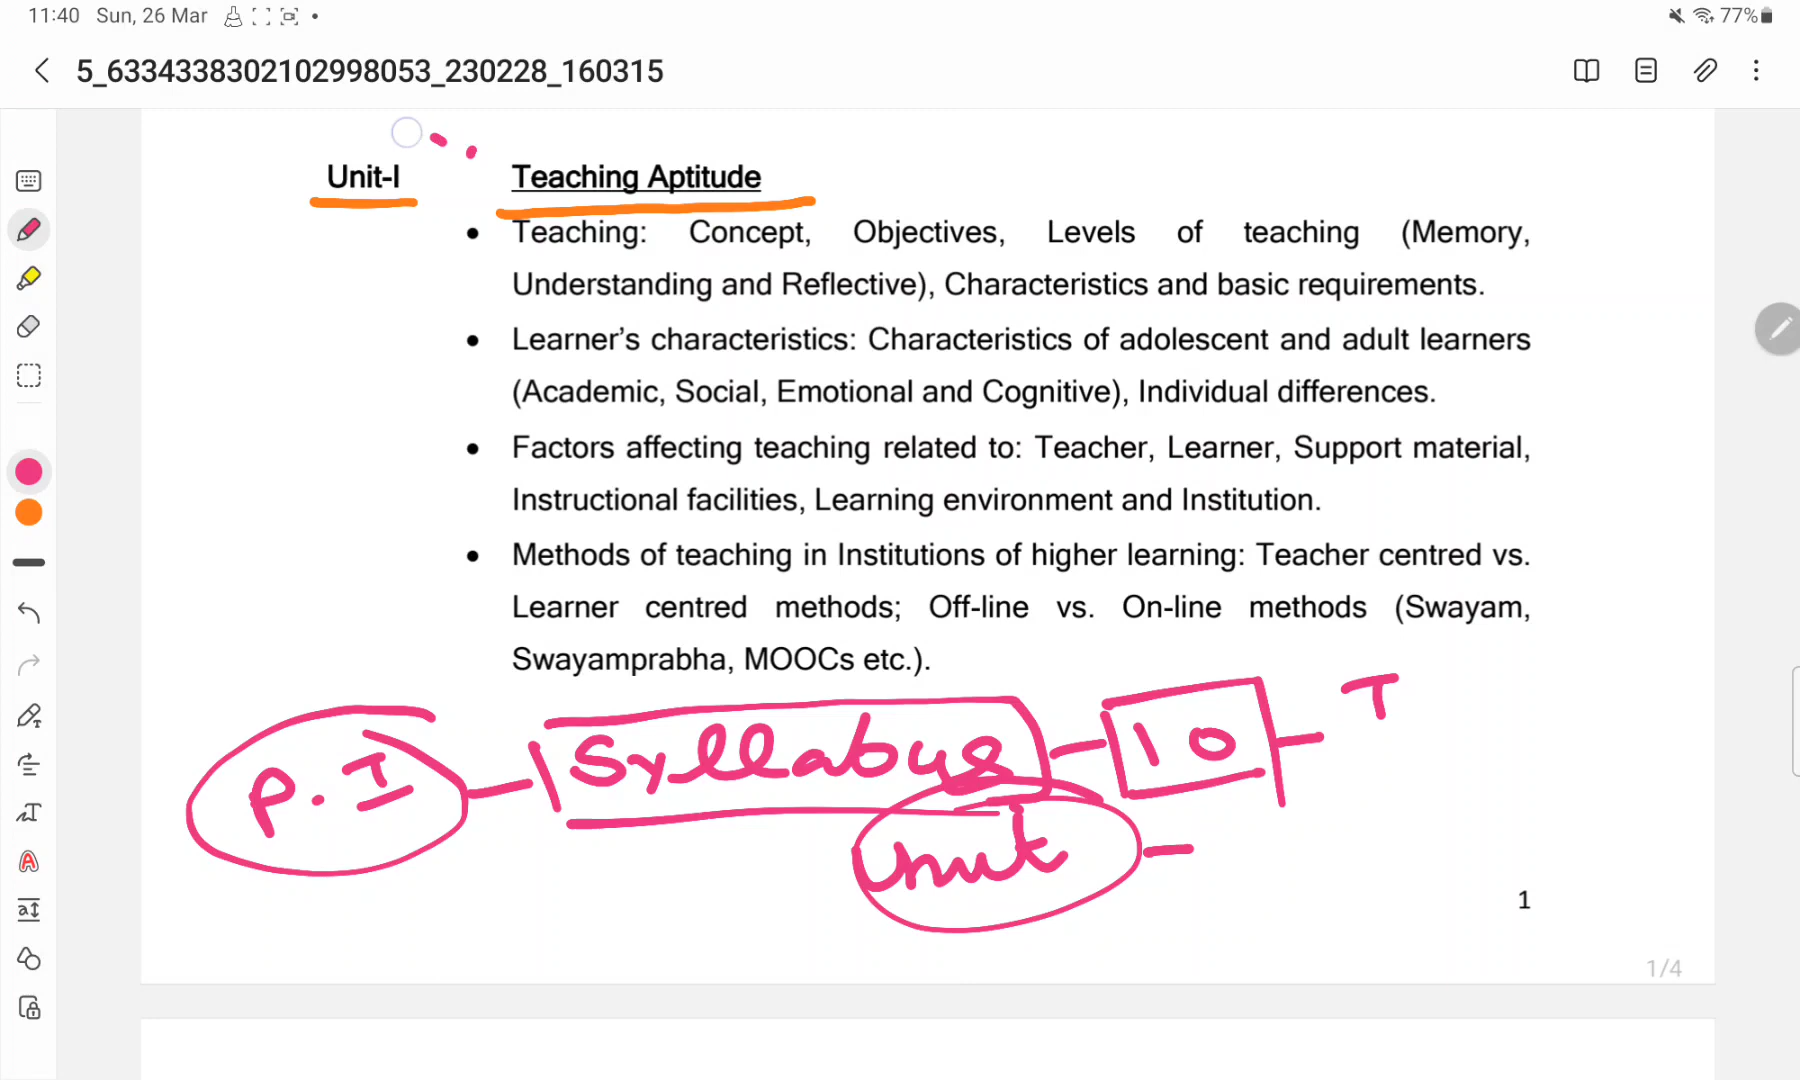 11:40 Sun, 26 Mar
77%
5_6334338302102998053_230228_160315
Unit-I Teaching Aptitude
• Teaching: Concept, Objectives, Levels of teaching (Memory,
Understanding and Reflective), Characteristics and basic requirements.
• Learner’s characteristics: Characteristics of adolescent and adult learners
(Academic, Social, Emotional and Cognitive), Individual differences.
• Factors affecting teaching related to: Teacher, Learner, Support material,
Instructional facilities, Learning environment and Institution.
• Methods of teaching in Institutions of higher learning: Teacher centred vs.
Learner centred methods; Off-line vs. On-line methods (Swayam,
Swayamprabha, MOOCs etc.).
P. I - Syllabus - 10 - T
Unit -
1
1/4